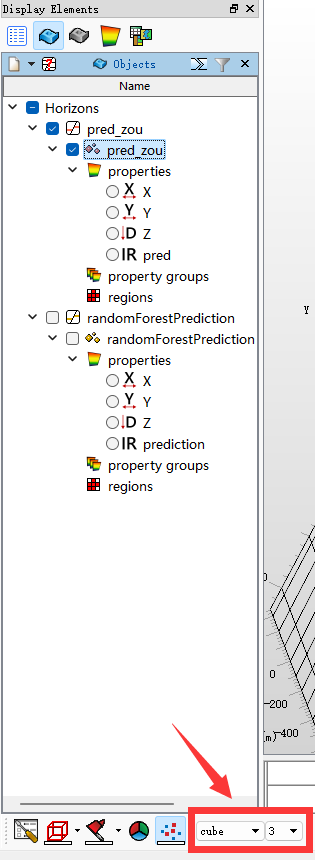 Display Elements
Objects
Name
Horizons
pred_zou
pred_zou
properties
X X
Y Y
D Z
IR pred
property groups
regions
randomForestPrediction
randomForestPrediction
properties
X X
Y Y
D Z
IR prediction
property groups
regions
Y
0
0
-200
(m)
-400
cube 3